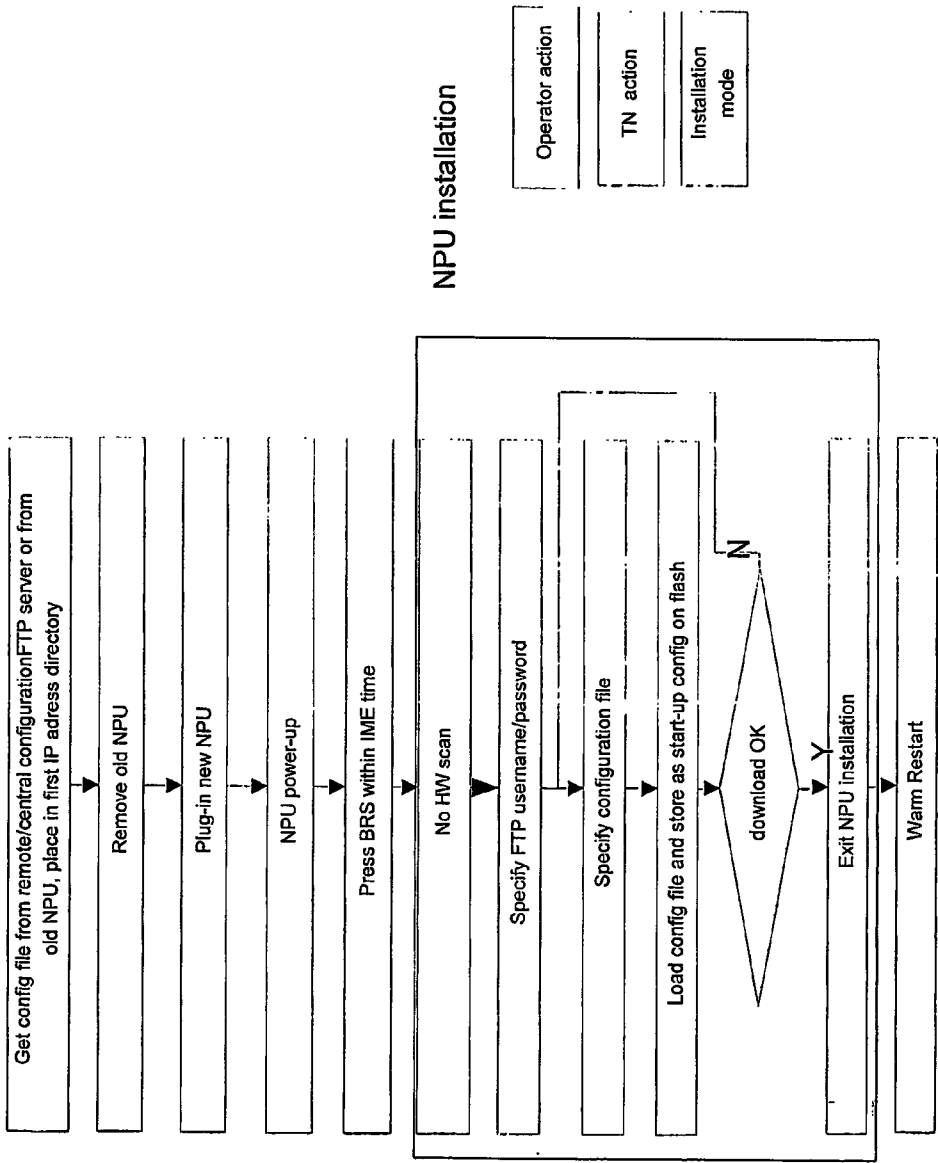 Get config file from remote/central configurationFTP server or from
old NPU, place in first IP adress directory
Remove old NPU
Plug-in new NPU
NPU power-up
Press BRS within IME time
No HW scan
Specify FTP username/password
Specify configuration file
Load config file and store as start-up config on flash
download OK
N
Y
Exit NPU installation
Warm Restart
NPU installation
Operator action
TN action
Installation
mode